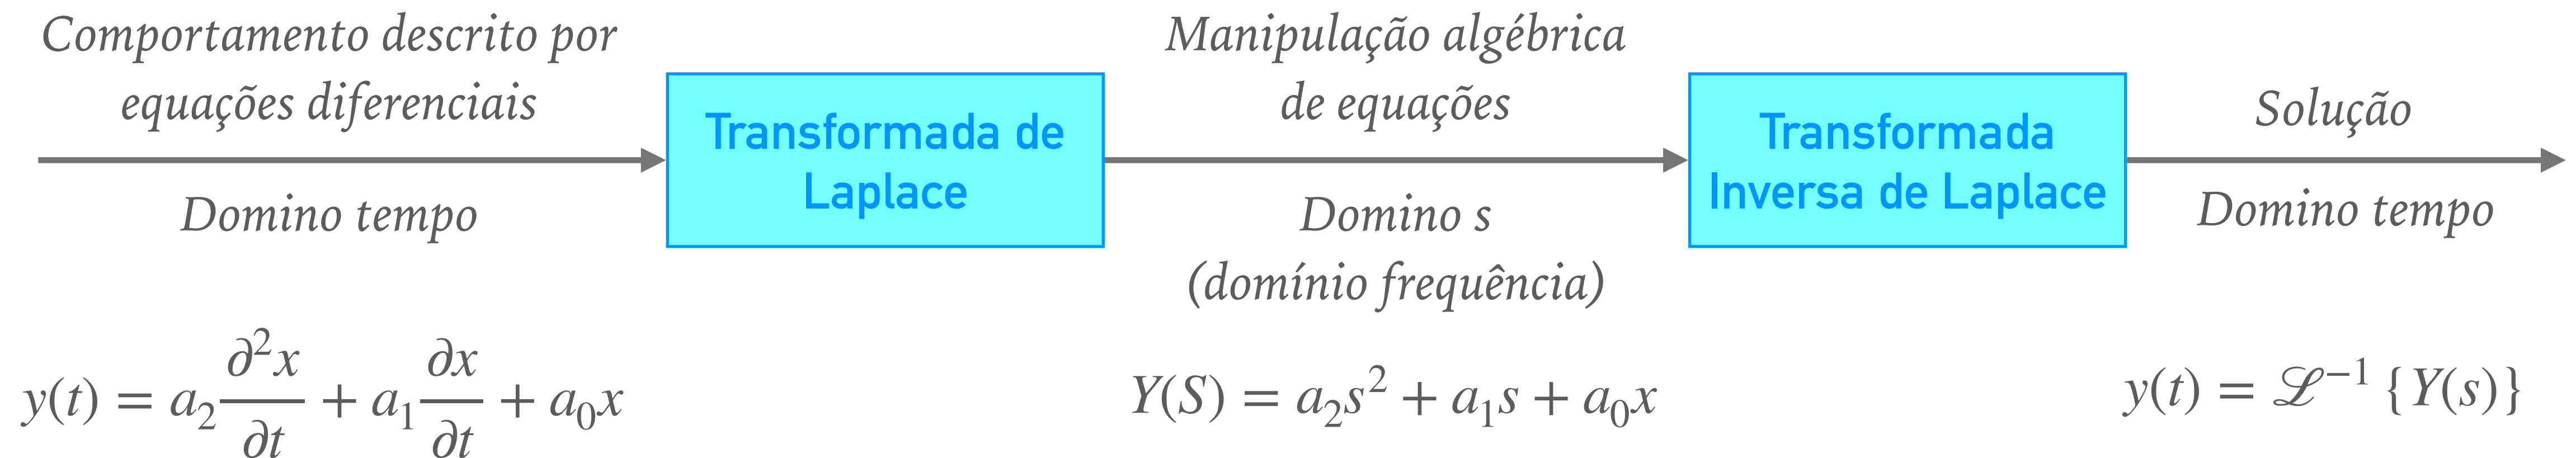 Comportamento descrito por
equações diferenciais
Domino tempo
Transformada de
Laplace
Manipulação algébrica
de equações
Domino s
(domínio frequência)
Transformada
Inversa de Laplace
Solução
Domino tempo
y(t) = a₂ ∂²x/∂t + a₁ ∂x/∂t + a₀x
Y(S) = a₂s² + a₁s + a₀x
y(t) = ℒ⁻¹ {Y(s)}